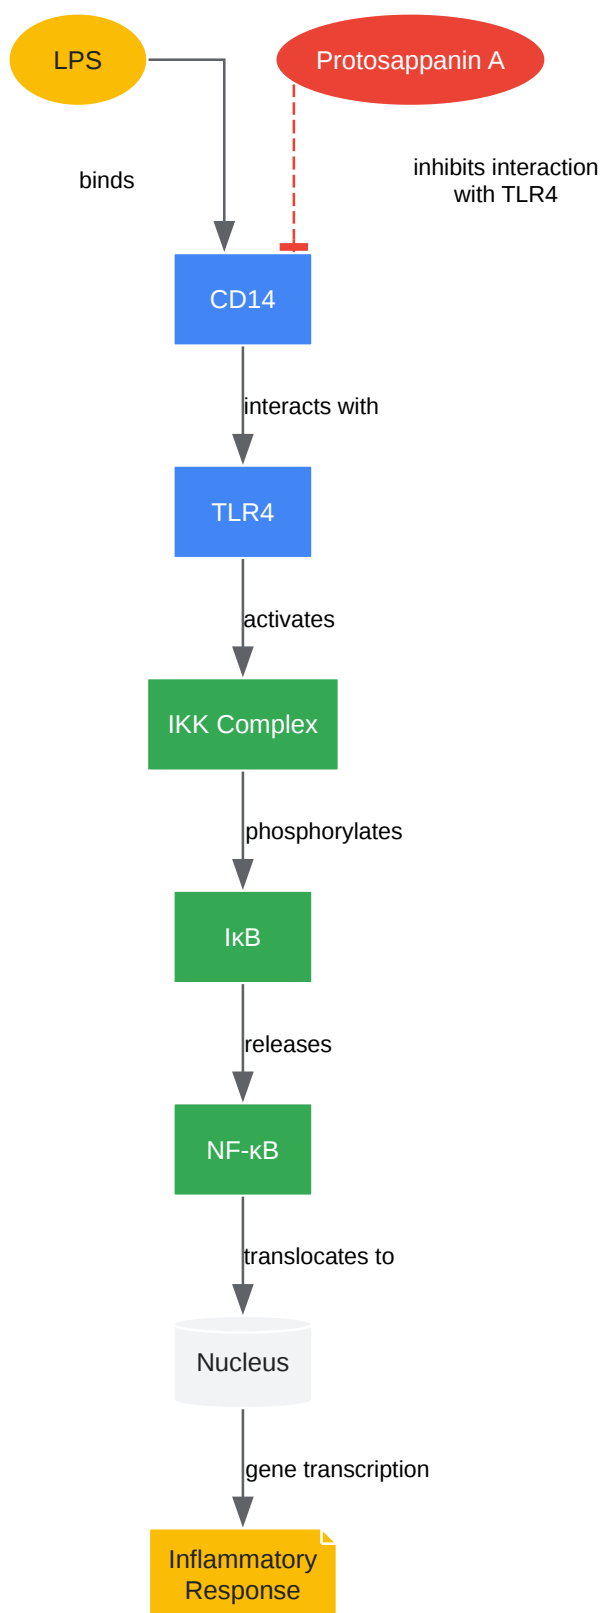 LPS
Protosappanin A
binds
inhibits interaction
with TLR4
CD14
interacts with
TLR4
activates
IKK Complex
phosphorylates
IκB
releases
NF-κB
translocates to
Nucleus
gene transcription
Inflammatory
Response